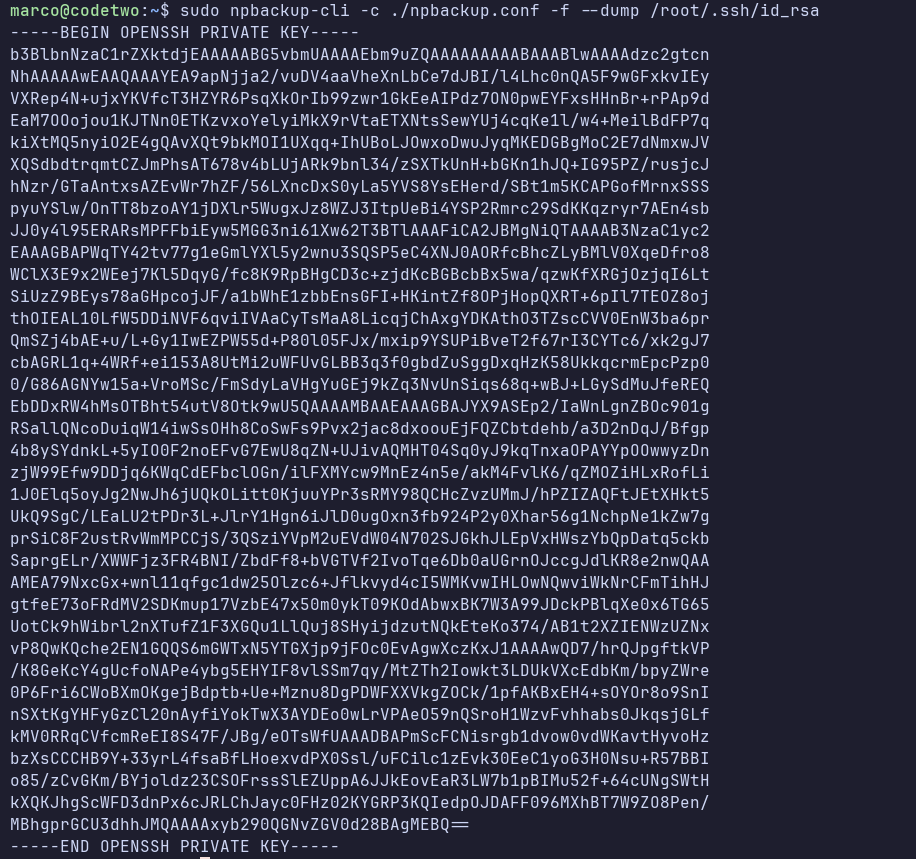 marco@codetwo:~$ sudo npbackup-cli -c ./npbackup.conf -f --dump /root/.ssh/id_rsa
-----BEGIN OPENSSH PRIVATE KEY-----
b3BlbnNzaC1rZXktdjEAAAAABG5vbmUAAAAEbm9uZQAAAAAAAAABAAABlwAAAAdzc2gtcn
NhAAAAAwEAAQAAAYEA9apNjja2/vuDV4aaVheXnLbCe7dJBI/l4Lhc0nQA5F9wGFxkvIEy
VXRep4N+ujxYKVfcT3HZYR6PsqXkOrIb99zwr1GkEeAIPdz7ON0pwEYFxsHHnBr+rPAp9d
EaM7OOojou1KJTNn0ETKzvxoYelyiMkX9rVtaETXNtsSewYUj4cqKe1l/w4+MeilBdFP7q
kiXtMQ5nyiO2E4gQAvXQt9bkMOI1UXqq+IhUBoLJOwxoDwuJyqMKEDGBgMoC2E7dNmxwJV
XQSdbdtrqmtCZJmPhsAT678v4bLUjARk9bnl34/zSXTkUnH+bGKn1hJQ+IG95PZ/rusjcJ
hNzr/GTaAntxsAZEvWr7hZF/56LXncDxS0yLa5YVS8YsEHerd/SBt1m5KCAPGofMrnxSSS
pyuYSlw/OnTT8bzoAY1jDXlr5WugxJz8WZJ3ItpUeBi4YSP2Rmrc29SdKKqzryr7AEn4sb
JJ0y4l95ERARsMPFFbiEyw5MGG3ni61Xw62T3BTlAAAFiCA2JBMgNiQTAAAAB3NzaC1yc2
EAAAGBAPWqTY42tv77g1eGmlYXl5y2wnu3SQSP5eC4XNJ0AORfcBhcZLyBMlV0XqeDfro8
WClX3E9x2WEej7Kl5DqyG/fc8K9RpBHgCD3c+zjdKcBGBcbBx5wa/qzwKfXRGjOzjqI6Lt
SiUzZ9BEys78aGHpcojJF/a1bWhE1zbbEnsGFI+HKintZf8OPjHopQXRT+6pIl7TEOZ8oj
thOIEAL10LfW5DDiNVF6qviIVAaCyTsMaA8LicqjChAxgYDKAthO3TZscCVV0EnW3ba6pr
QmSZj4bAE+u/L+Gy1IwEZPW55d+P80l05FJx/mxip9YSUPiBveT2f67rI3CYTc6/xk2gJ7
cbAGRL1q+4WRf+ei153A8UtMi2uWFUvGLBB3q3f0gbdZuSggDxqHzK58UkkqcrmEpcPzp0
0/G86AGNYw15a+VroMSc/FmSdyLaVHgYuGEj9kZq3NvUnSiqs68q+wBJ+LGySdMuJfeREQ
EbDDxRW4hMsOTBht54utV8Otk9wU5QAAAAMBAAEAAAGBAJYX9ASEp2/IaWnLgnZBOc901g
RSallQNcoDuiqW14iwSsOHh8CoSwFs9Pvx2jac8dxoouEjFQZCbtdehb/a3D2nDqJ/Bfgp
4b8ySYdnkL+5yIO0F2noEFvG7EwU8qZN+UJivAQMHT04Sq0yJ9kqTnxaOPAYYpOOwwyzDn
zjW99Efw9DDjq6KWqCdEFbclOGn/ilFXMYcw9MnEz4n5e/akM4FvlK6/qZMOZiHLxRofLi
1J0Elq5oyJg2NwJh6jUQkOLitt0KjuuYPr3sRMY98QCHcZvzUMmJ/hPZIZAQFtJEtXHkt5
UkQ9SgC/LEaLU2tPDr3L+JlrY1Hgn6iJlD0ugOxn3fb924P2y0Xhar56g1NchpNe1kZw7g
prSiC8F2ustRvWmMPCCjS/3QSziYVpM2uEVdW04N702SJGkhJLEpVxHWszYbQpDatq5ckb
SaprgELr/XWWFjz3FR4BNI/ZbdFf8+bVGTVf2IvoTqe6Db0aUGrnOJccgJdlKR8e2nwQAA
AMEA79NxcGx+wnl11qfgc1dw25Olzc6+Jflkvyd4cI5WMKvwIHLOwNQwviWkNrCFmTihHJ
gtfeE73oFRdMV2SDKmup17VzbE47x50m0ykT09KOdAbwxBK7W3A99JDckPBlqXe0x6TG65
UotCk9hWibrl2nXTufZ1F3XGQu1LlQuj8SHyijdzutNQkEteKo374/AB1t2XZIENWzUZNx
vP8QwKQche2EN1GQQS6mGWTxN5YTGXjp9jFOc0EvAgwXczKxJ1AAAAwQD7/hrQJpgftkVP
/K8GeKcY4gUcfoNAPe4ybg5EHYIF8vlSSm7qy/MtZTh2Iowkt3LDUkVXcEdbKm/bpyZWre
0P6Fri6CWoBXmOKgejBdptb+Ue+Mznu8DgPDWFXXVkgZOCk/1pfAKBxEH4+sOYOr8o9SnI
nSXtKgYHFyGzCl20nAyfiYokTwX3AYDEo0wLrVPAeO59nQSroH1WzvFvhhabs0JkqsjGLf
kMV0RRqCVfcmReEI8S47F/JBg/eOTsWfUAAADBAPmScFCNisrgb1dvow0vdWKavtHyvoHz
bzXsCCCHB9Y+33yrL4fsaBfLHoexvdPX0Ssl/uFCilc1zEvk30EeC1yoG3H0Nsu+R57BBI
o85/zCvGKm/BYjoldz23CSOFrssSlEZUppA6JJkEovEaR3LW7b1pBIMu52f+64cUNgSWtH
kXQKJhgScWFD3dnPx6cJRLChJayc0FHz02KYGRP3KQIedpOJDAFF096MXhBT7W9ZO8Pen/
MBhgprGCU3dhhJMQAAAAxyb290QGNvZGV0d28BAgMEBQ==
-----END OPENSSH PRIVATE KEY-----